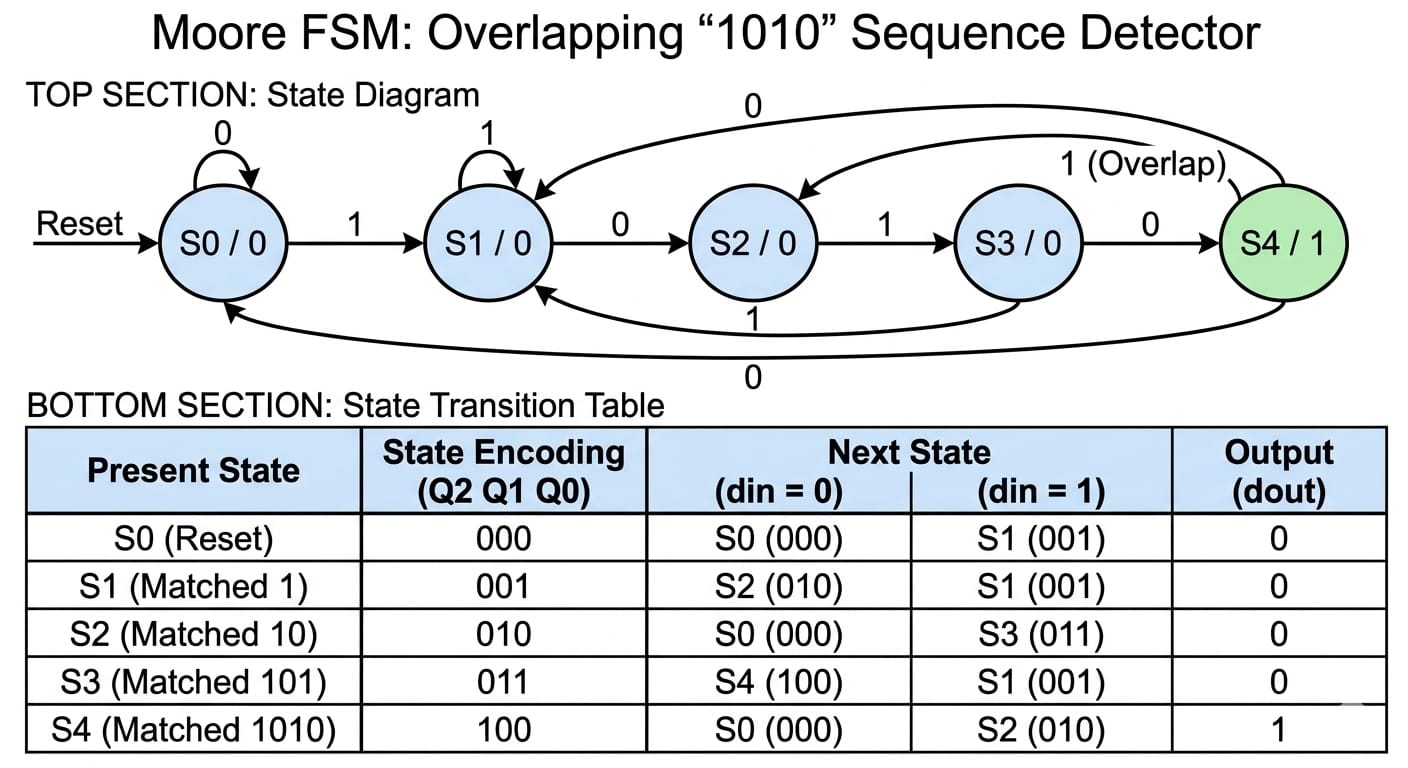 Moore FSM: Overlapping “1010” Sequence Detector
TOP SECTION: State Diagram
0
0
1
1 (Overlap)
Reset
S0 / 0
1
S1 / 0
0
S2 / 0
1
S3 / 0
0
S4 / 1
1
0
BOTTOM SECTION: State Transition Table
Present State State Encoding (Q2 Q1 Q0) Next State (din = 0) (din = 1) Output (dout)
S0 (Reset) 000 S0 (000) S1 (001) 0
S1 (Matched 1) 001 S2 (010) S1 (001) 0
S2 (Matched 10) 010 S0 (000) S3 (011) 0
S3 (Matched 101) 011 S4 (100) S1 (001) 0
S4 (Matched 1010) 100 S0 (000) S2 (010) 1